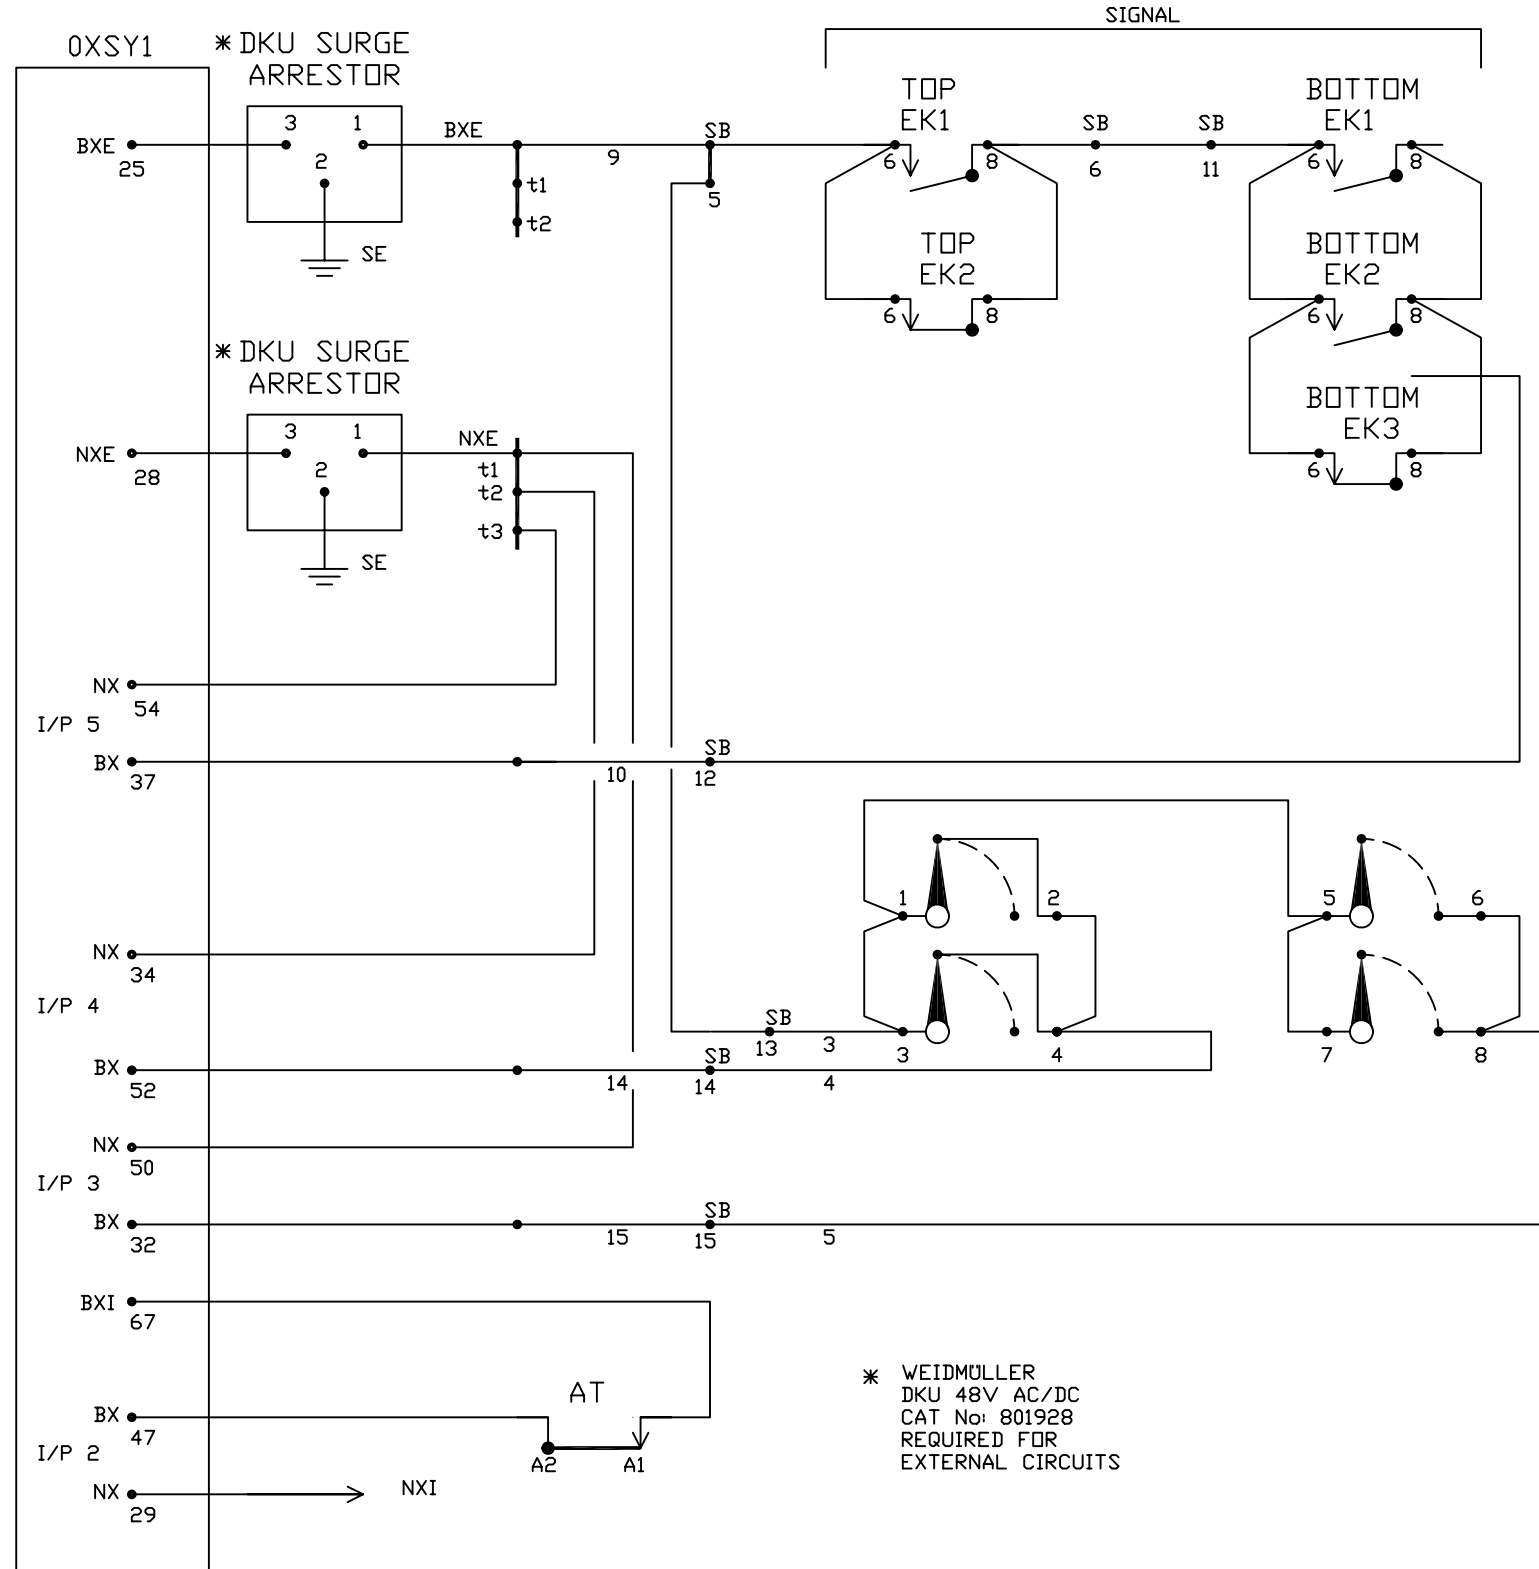 SIGNAL
0XSY1
* DKU SURGE
ARRESTOR
TOP
EK1
BOTTOM
EK1
3
1
BXE
SB
SB
SB
BXE
25
2
9
6
8
6
11
6
8
t1
5
t2
SE
TOP
EK2
BOTTOM
EK2
6
8
6
8
* DKU SURGE
ARRESTOR
BOTTOM
EK3
3
1
NXE
NXE
28
2
t1
6
8
t2
t3
SE
NX
54
I/P 5
SB
BX
37
10
12
1
2
5
6
NX
34
I/P 4
SB
13
3
3
4
7
8
BX
52
SB
14
14
4
NX
50
I/P 3
SB
BX
32
15
15
5
BXI
67
AT
BX
47
I/P 2
A2
A1
NX
29
NXI
* WEIDMÜLLER
DKU 48V AC/DC
CAT No: 801928
REQUIRED FOR
EXTERNAL CIRCUITS